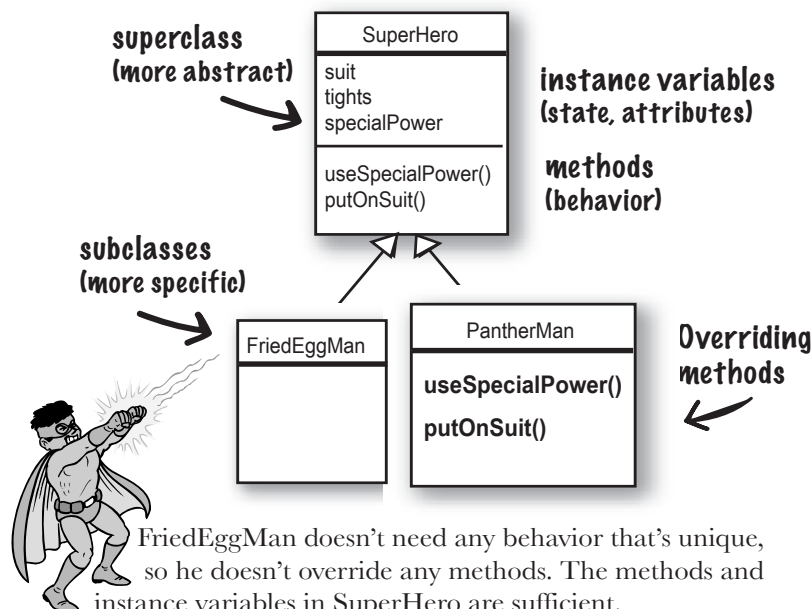 superclass
(more abstract)
SuperHero
suit
tights
specialPower
useSpecialPower()
putOnSuit()
instance variables
(state, attributes)
methods
(behavior)
subclasses
(more specific)
FriedEggMan
PantherMan
useSpecialPower()
putOnSuit()
Overriding
methods
FriedEggMan doesn’t need any behavior that’s unique,
so he doesn’t override any methods. The methods and
instance variables in SuperHero are sufficient.